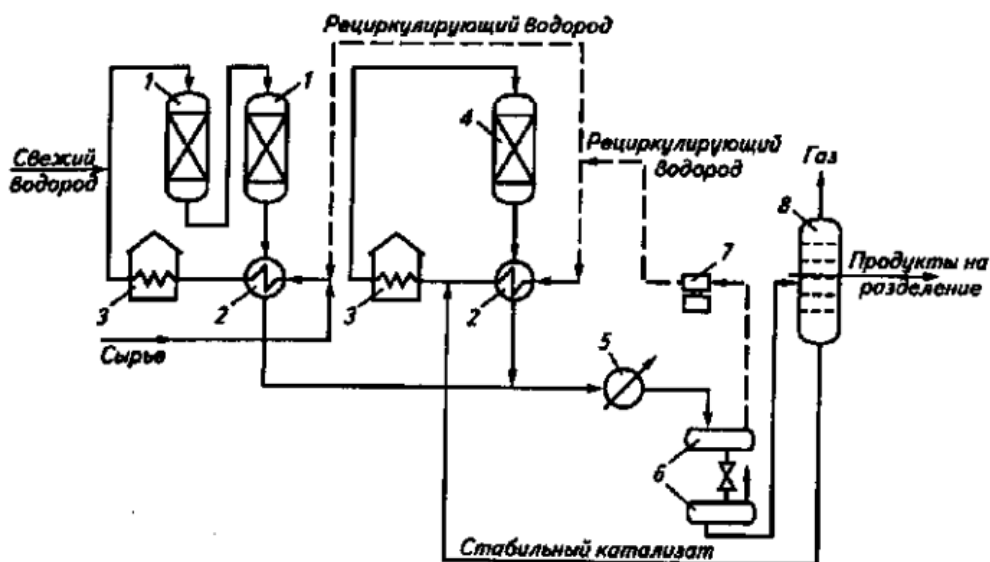 Рециркулирующий водород
1
1
4
Свежий
водород
Рециркулирующий
водород
Газ
8
7
Продукты на
разделение
3
2
3
2
Сырье
5
6
Стабильный катализат